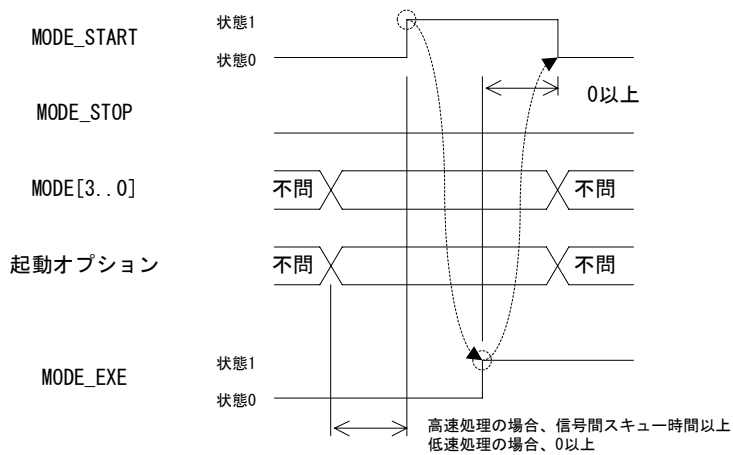 MODE_START
状態1
状態0
0以上
MODE_STOP
MODE[3..0]
不問
不問
起動オプション
不問
不問
MODE_EXE
状態1
状態0
高速処理の場合、信号間スキュー時間以上
低速処理の場合、0以上